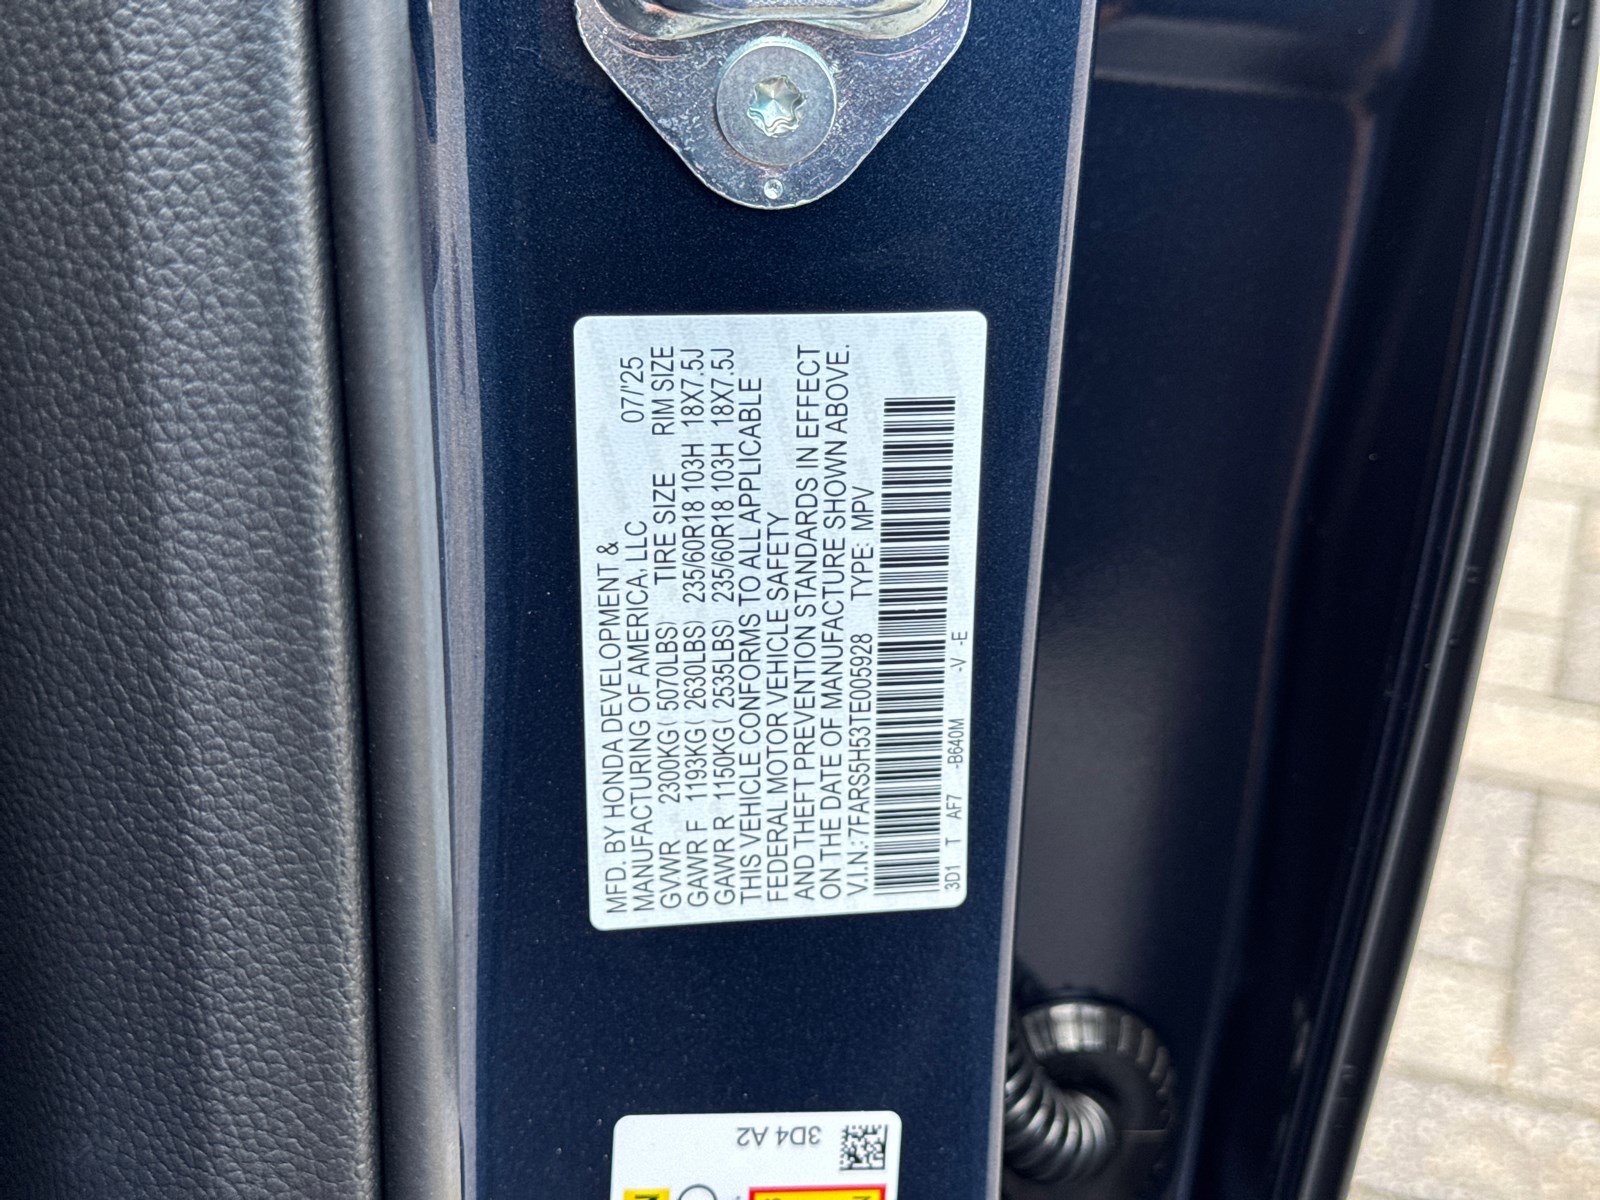 MFD. BY HONDA DEVELOPMENT &
MANUFACTURING OF AMERICA, LLC 07/'25
GVWR 2300KG( 5070LBS) TIRE SIZE RIM SIZE
GAWR F 1193KG( 2630LBS) 235/60R18 103H 18X7.5J
GAWR R 1150KG( 2535LBS) 235/60R18 103H 18X7.5J
THIS VEHICLE CONFORMS TO ALL APPLICABLE
FEDERAL MOTOR VEHICLE SAFETY
AND THEFT PREVENTION STANDARDS IN EFFECT
ON THE DATE OF MANUFACTURE SHOWN ABOVE.
V.I.N.: 7FARS5H53TE005928 TYPE: MPV
3D1 T AF7 -B640M -V -E
3D4 A2